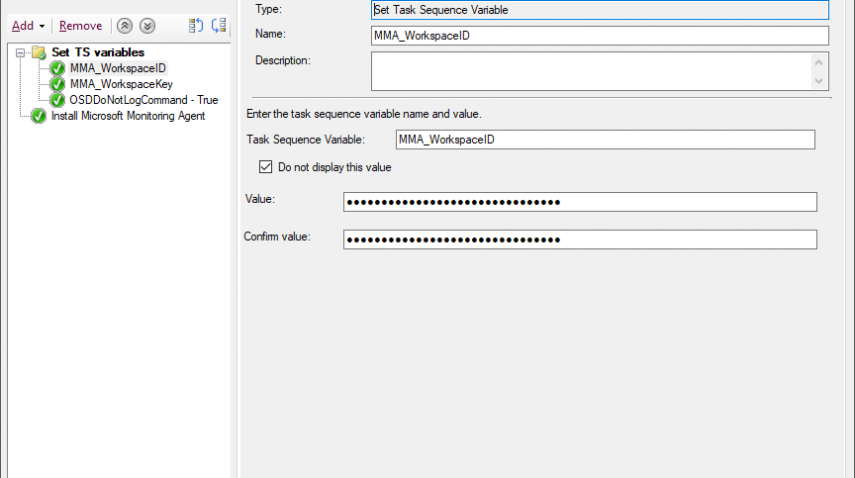 Add
Remove
Set TS variables
MMA_WorkspaceID
MMA_WorkspaceKey
OSDDoNotLogCommand - True
Install Microsoft Monitoring Agent
Type:
Set Task Sequence Variable
Name:
MMA_WorkspaceID
Description:
Enter the task sequence variable name and value.
Task Sequence Variable:
MMA_WorkspaceID
Do not display this value
Value:
•••••••••••••••••••••••••••••••
Confirm value:
•••••••••••••••••••••••••••••••